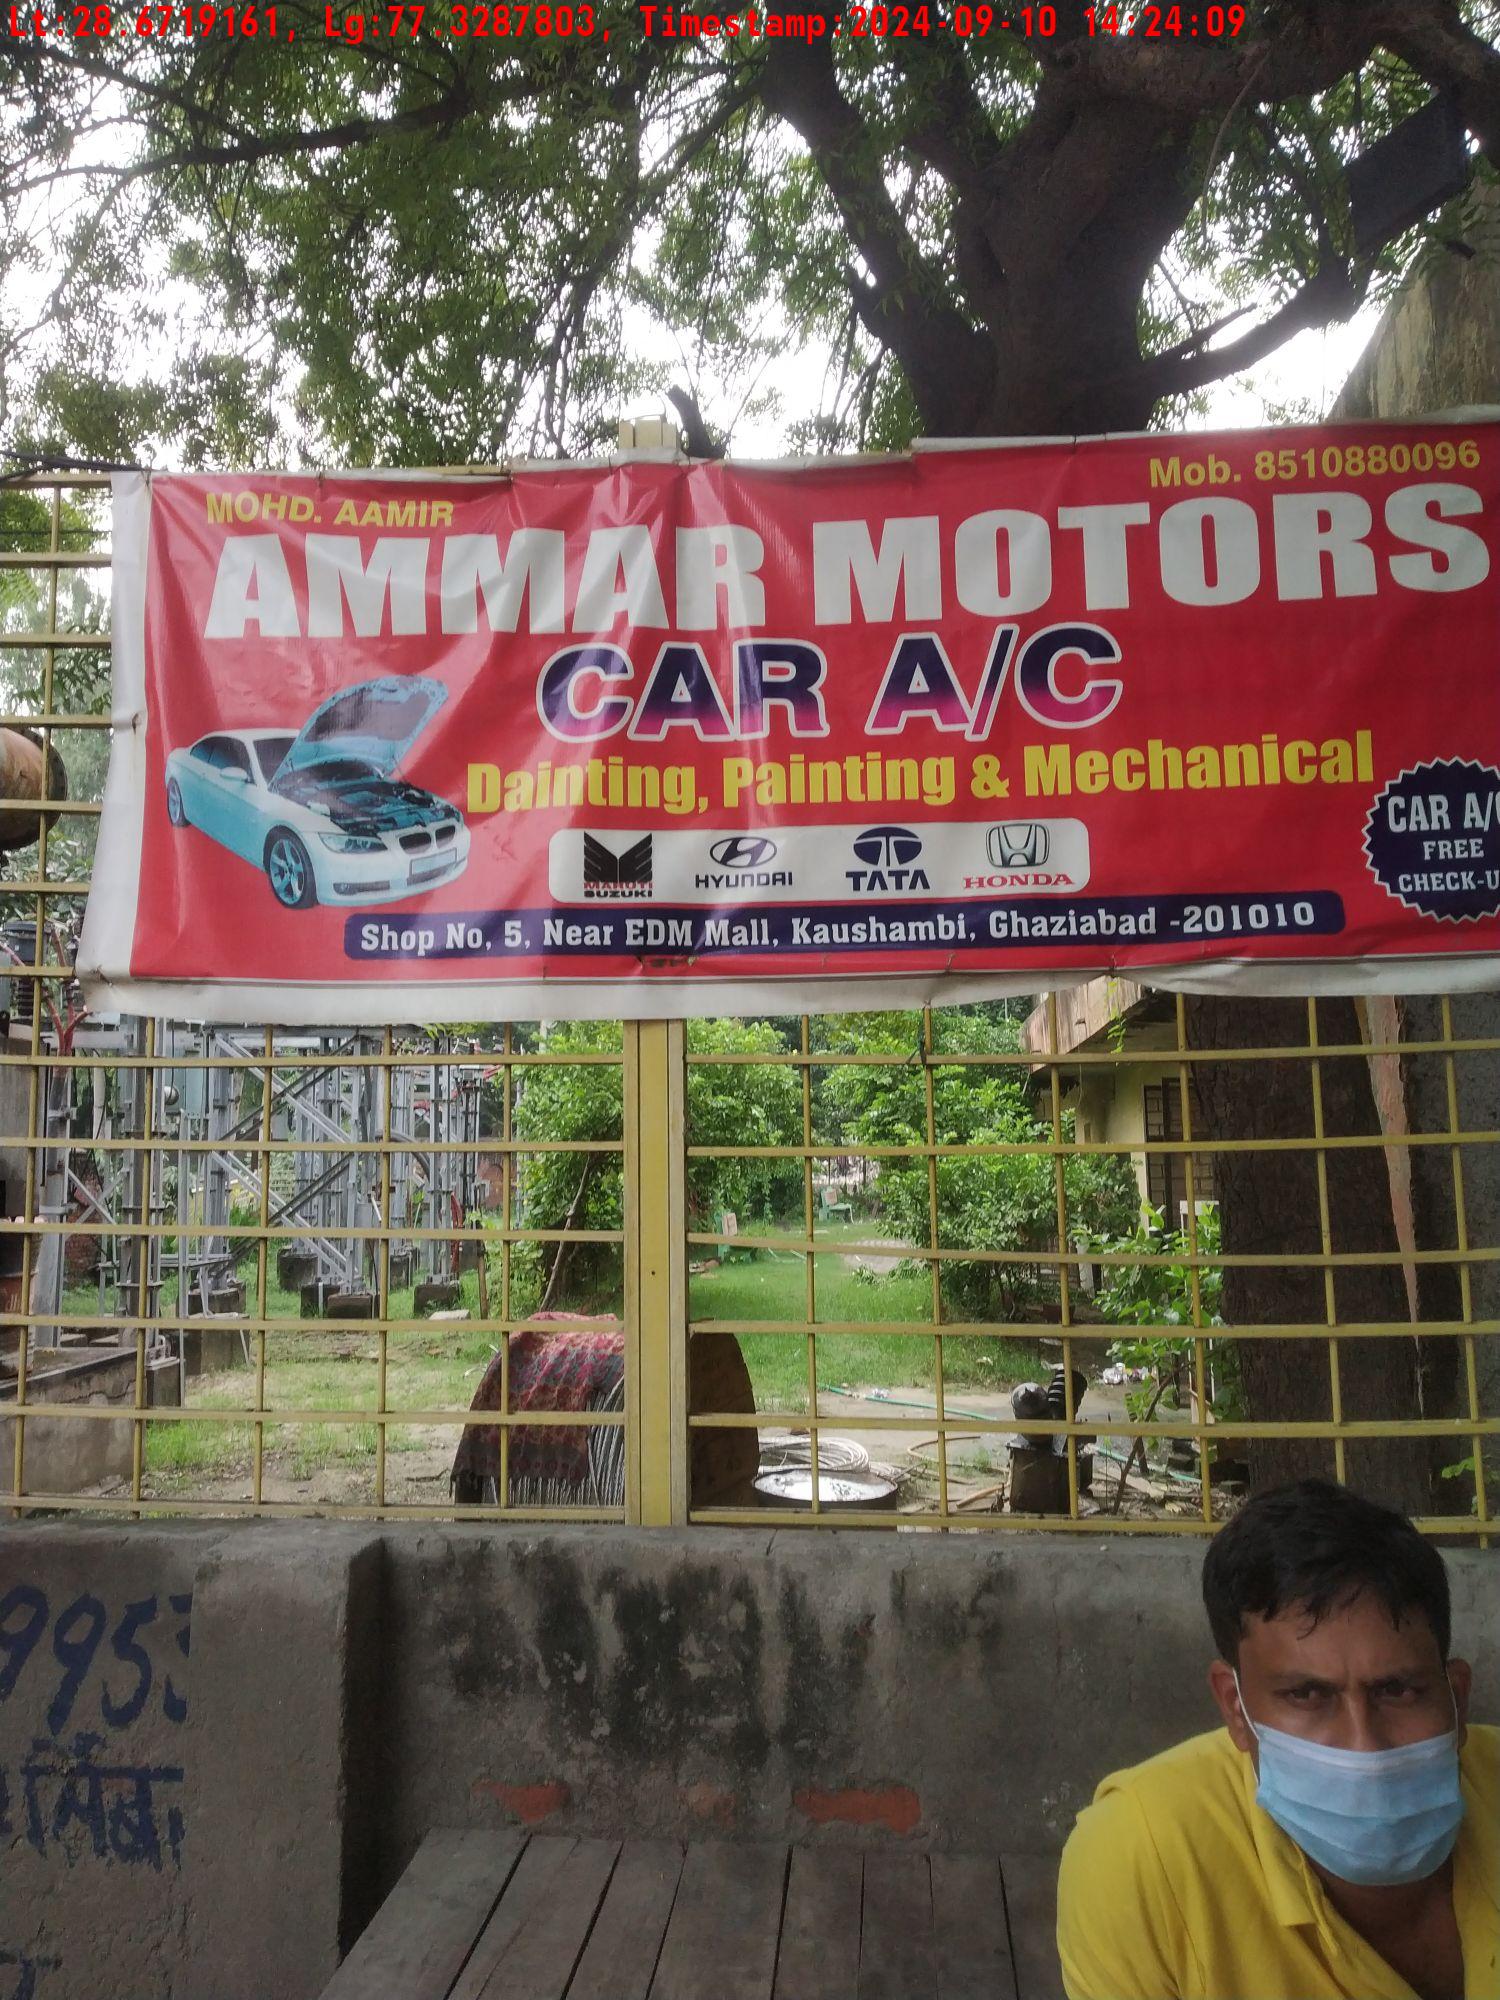 Lt:28.6719161, Lg:77.3287803, Timestamp:2024-09-10 14:24:09
MOHD. AAMIR
Mob. 8510880096
AMMAR MOTORS
CAR A/C
Dainting, Painting & Mechanical
MARUTI
SUZUKI
HYUNDAI
TATA
HONDA
CAR A/C
FREE
CHECK-U
Shop No, 5, Near EDM Mall, Kaushambi, Ghaziabad -201010
9953